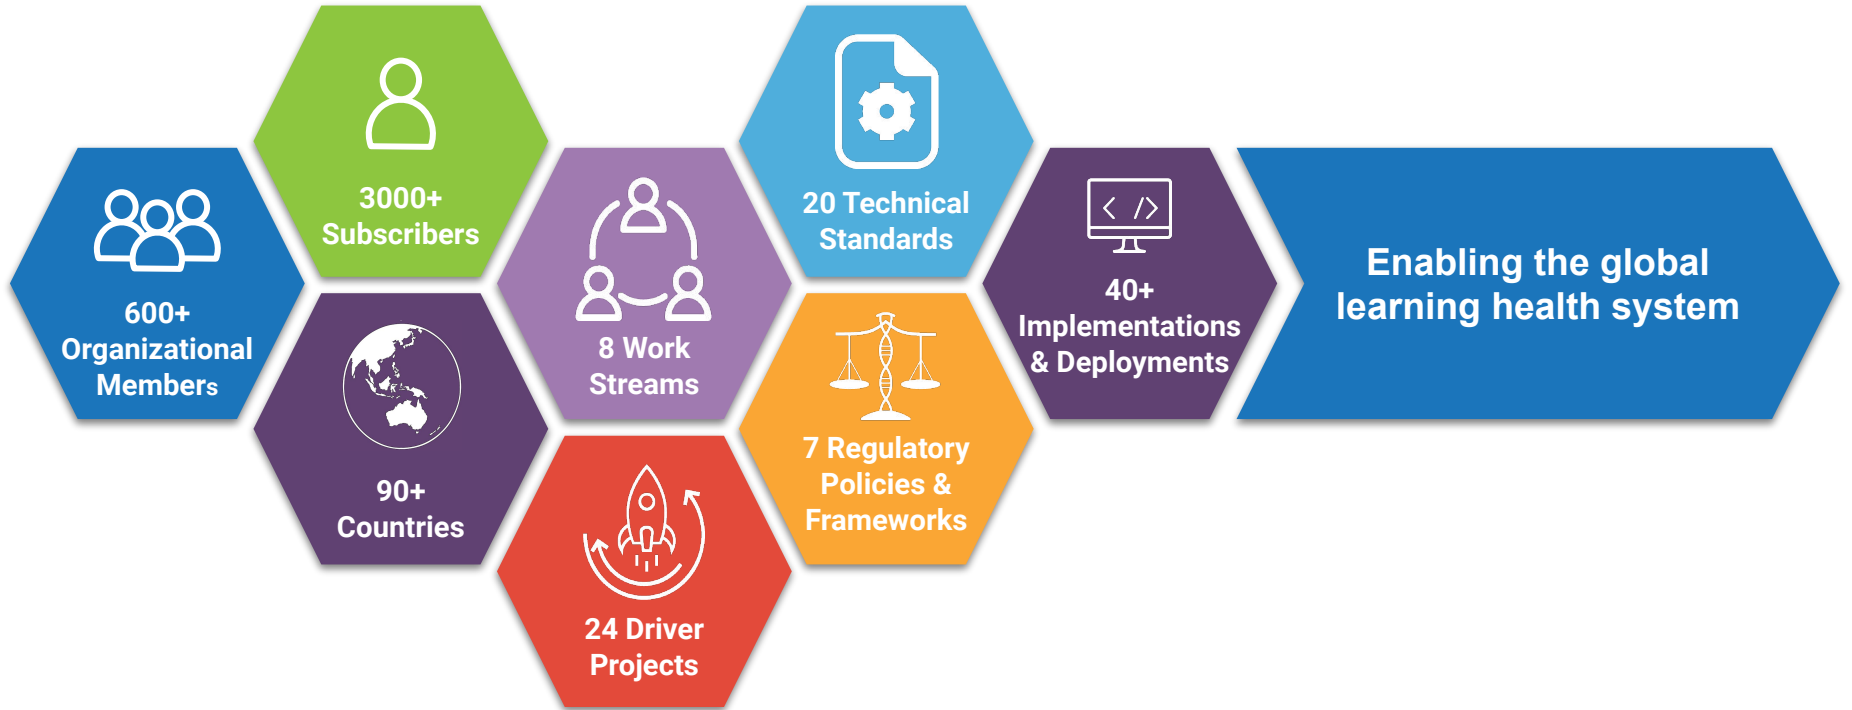 600+
Organizational
Members
3000+
Subscribers
90+
Countries
8 Work
Streams
24 Driver
Projects
20 Technical
Standards
7 Regulatory
Policies &
Frameworks
< />
40+
Implementations
& Deployments
Enabling the global
learning health system